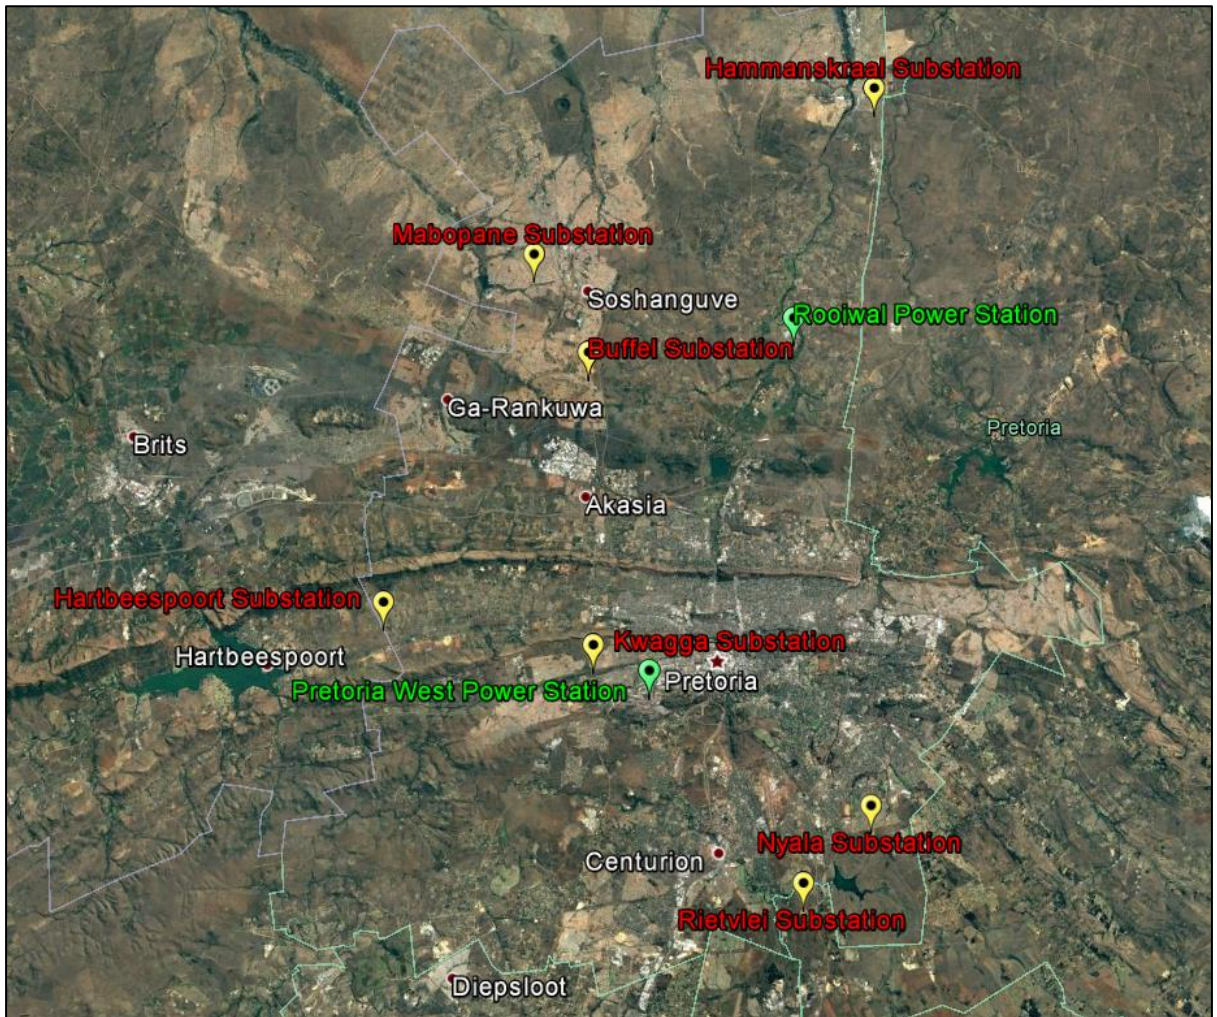 Hammanskraal Substation
Mabopane Substation
Soshanguve
Rooiwal Power Station
Buffel Substation
Ga-Rankuwa
Pretoria
Brits
Akasia
Hartbeespoort Substation
Kwagga Substation
Hartbeespoort
Pretoria West Power Station
Pretoria
Nyala Substation
Centurion
Rietvlei Substation
Diepsloot